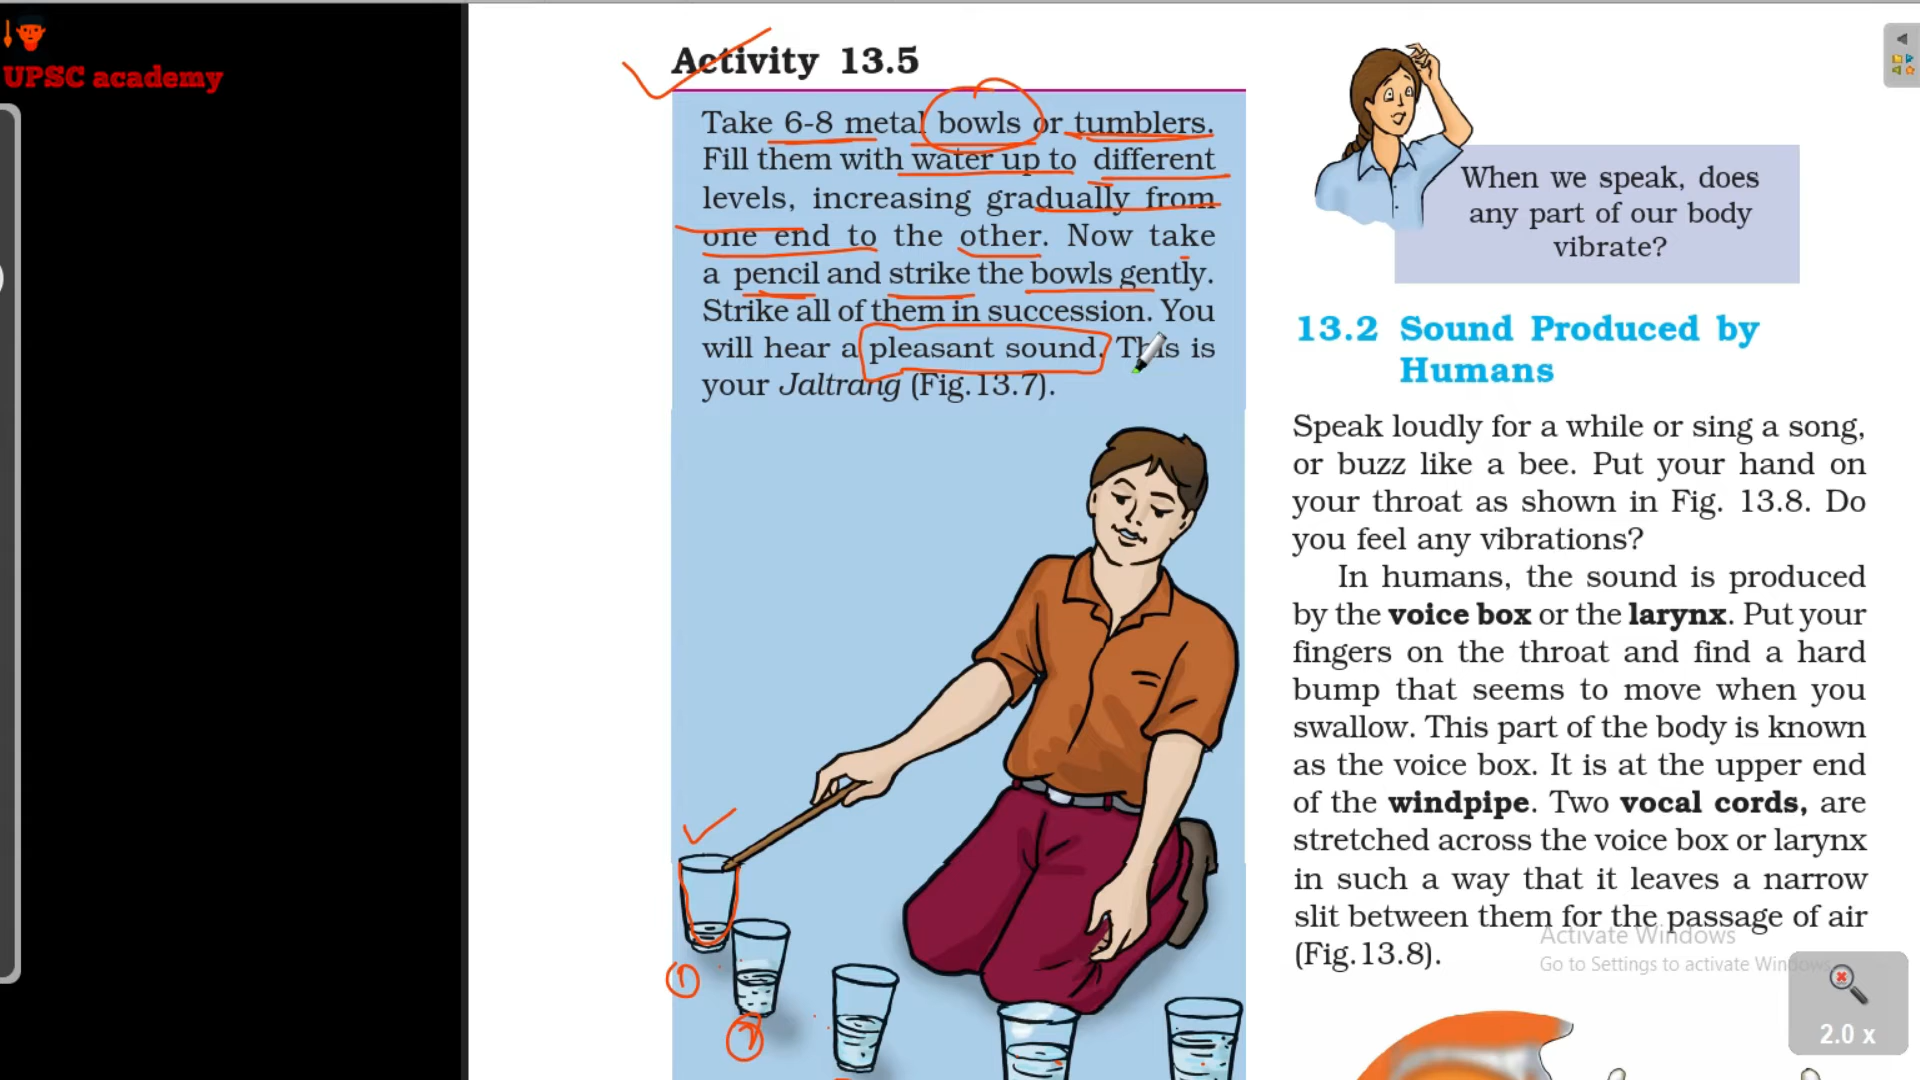 UPSC academy
Activity 13.5
Take 6-8 metal bowls or tumblers.
Fill them with water up to different
levels, increasing gradually from
one end to the other. Now take
a pencil and strike the bowls gently.
Strike all of them in succession. You
will hear a pleasant sound. This is
your Jaltrang (Fig.13.7).
1
2
When we speak, does
any part of our body
vibrate?
13.2 Sound Produced by
Humans
Speak loudly for a while or sing a song,
or buzz like a bee. Put your hand on
your throat as shown in Fig. 13.8. Do
you feel any vibrations?
In humans, the sound is produced
by the voice box or the larynx. Put your
fingers on the throat and find a hard
bump that seems to move when you
swallow. This part of the body is known
as the voice box. It is at the upper end
of the windpipe. Two vocal cords, are
stretched across the voice box or larynx
in such a way that it leaves a narrow
slit between them for the passage of air
(Fig.13.8).
Activate Windows
Go to Settings to activate Windows.
2.0 x